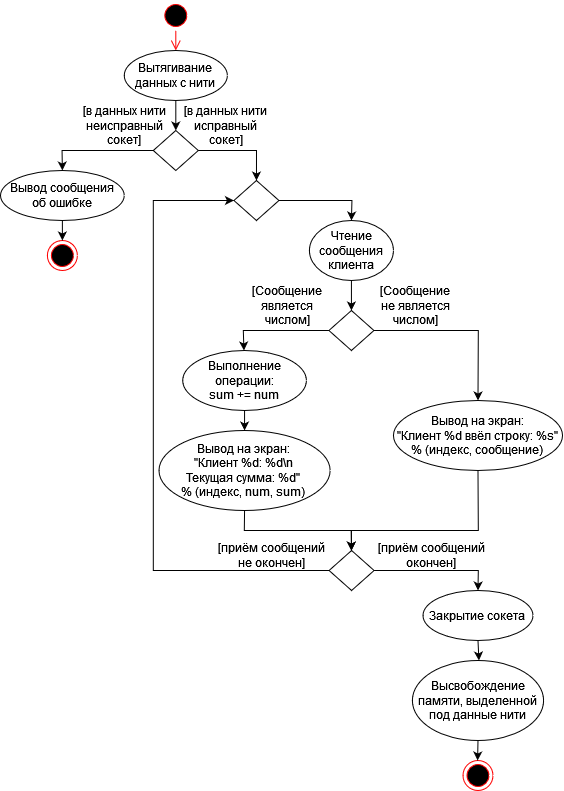 Вытягивание
данных с нити
[в данных нити
неисправный
сокет]
[в данных нити
исправный
сокет]
Вывод сообщения
об ошибке
Чтение
сообщения
клиента
[Сообщение
является
числом]
[Сообщение
не является
числом]
Выполнение
операции:
sum += num
Вывод на экран:
"Клиент %d: %d\n
Текущая сумма: %d"
% (индекс, num, sum)
Вывод на экран:
"Клиент %d ввёл строку: %s"
% (индекс, сообщение)
[приём сообщений
не окончен]
[приём сообщений
окончен]
Закрытие сокета
Высвобождение
памяти, выделенной
под данные нити